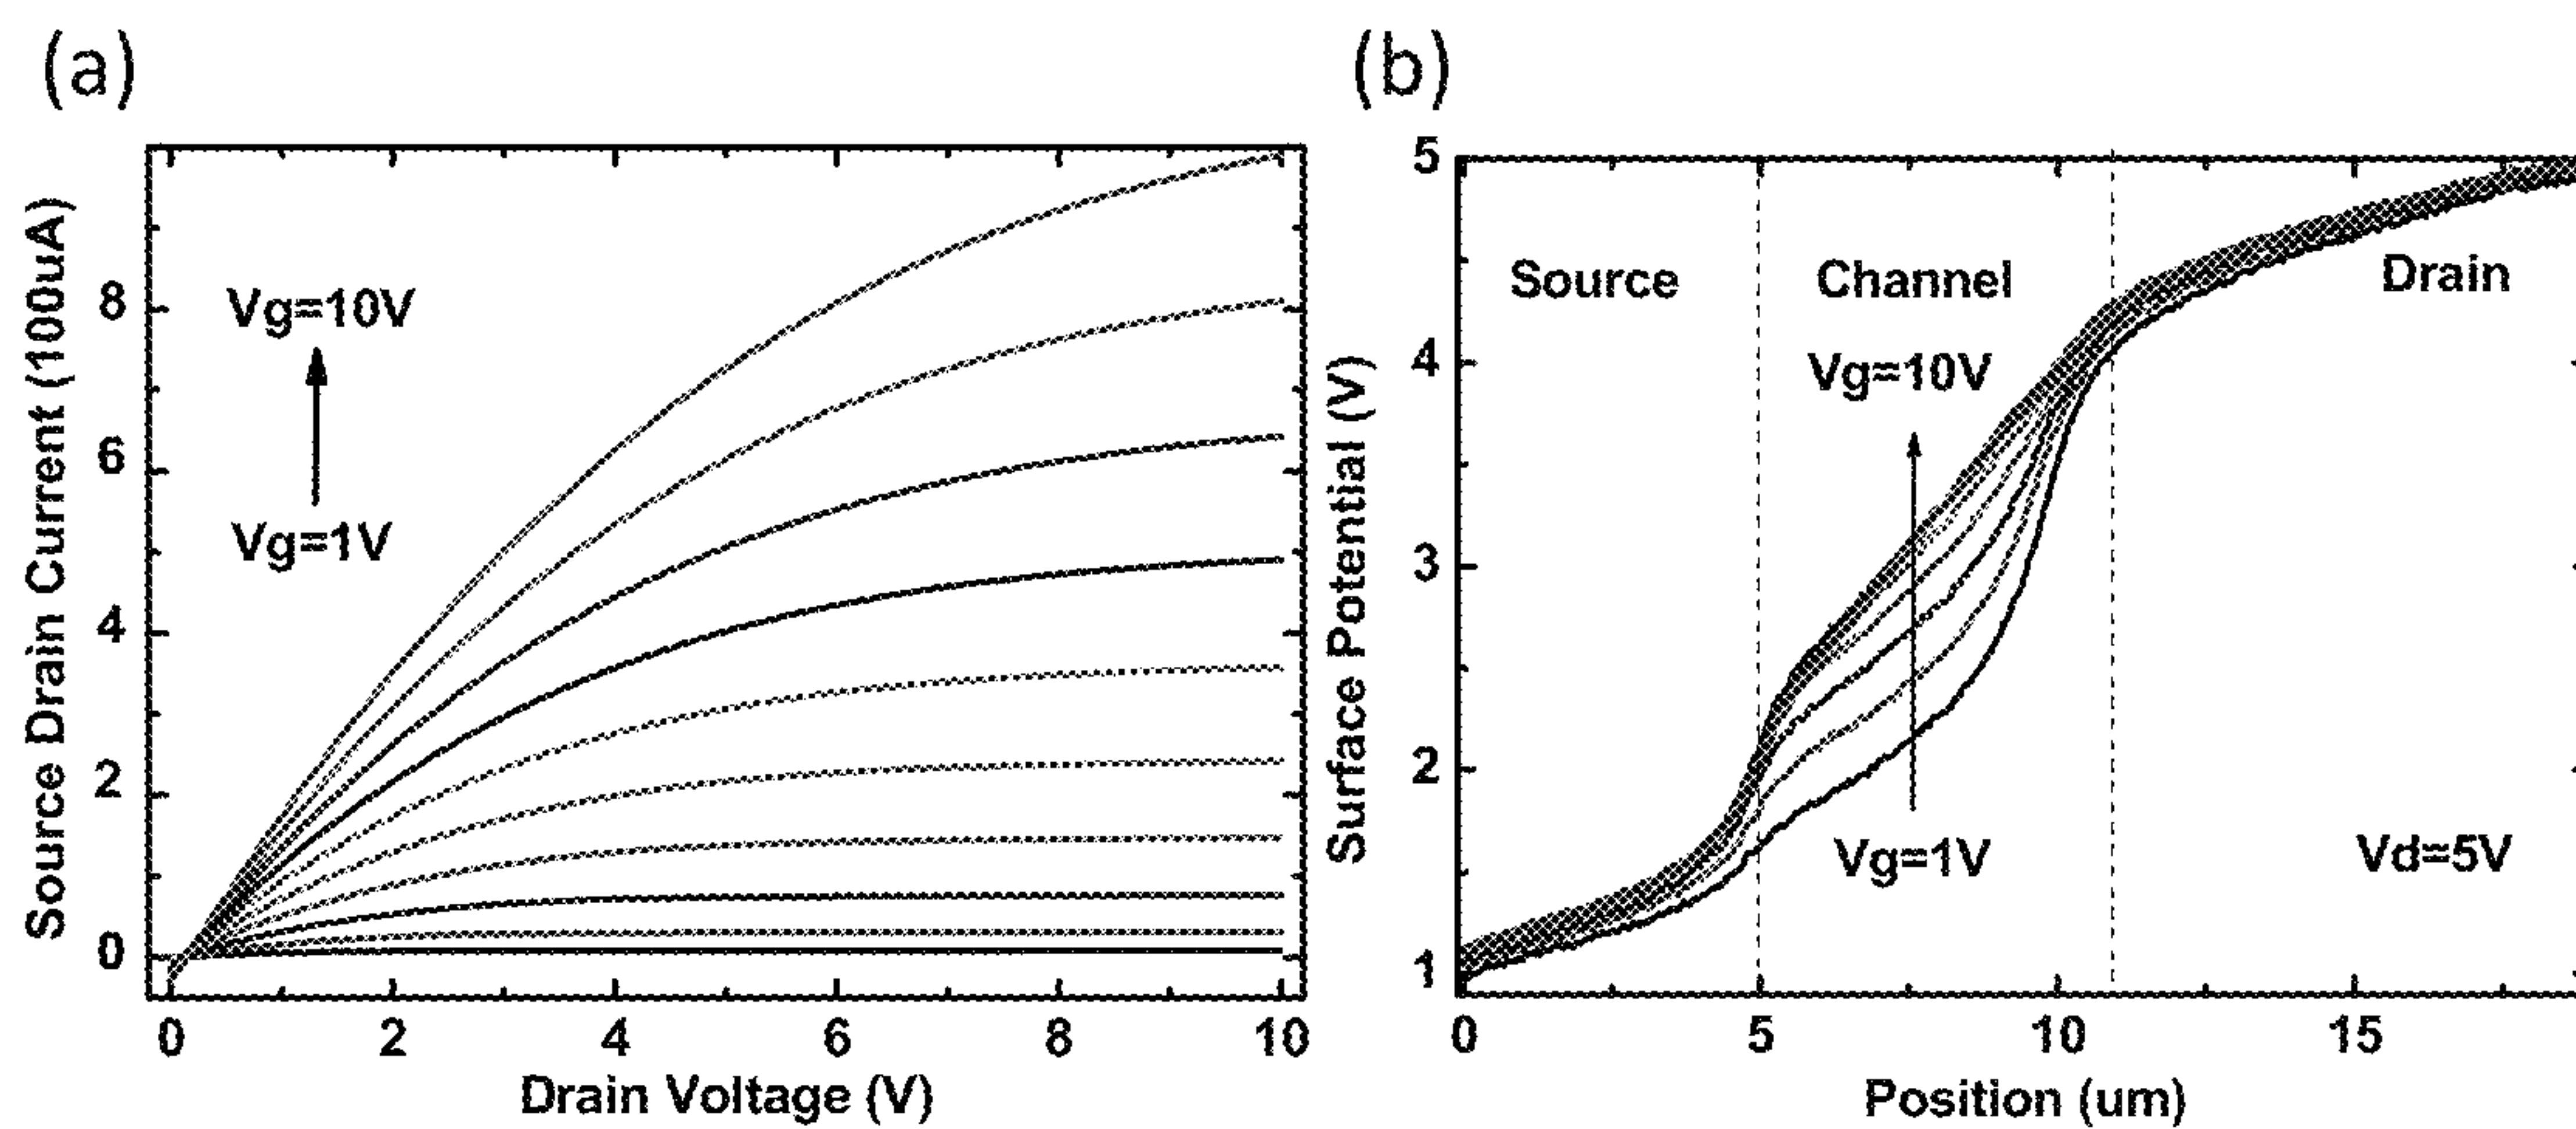 (a)
Source Drain Current (100uA)
8
6
4
2
0
Vg=10V
Vg=1V
0 2 4 6 8 10
Drain Voltage (V)
(b)
Surface Potential (V)
5
4
3
2
1
Source Channel Drain
Vg=10V
Vg=1V
Vd=5V
0 5 10 15
Position (um)